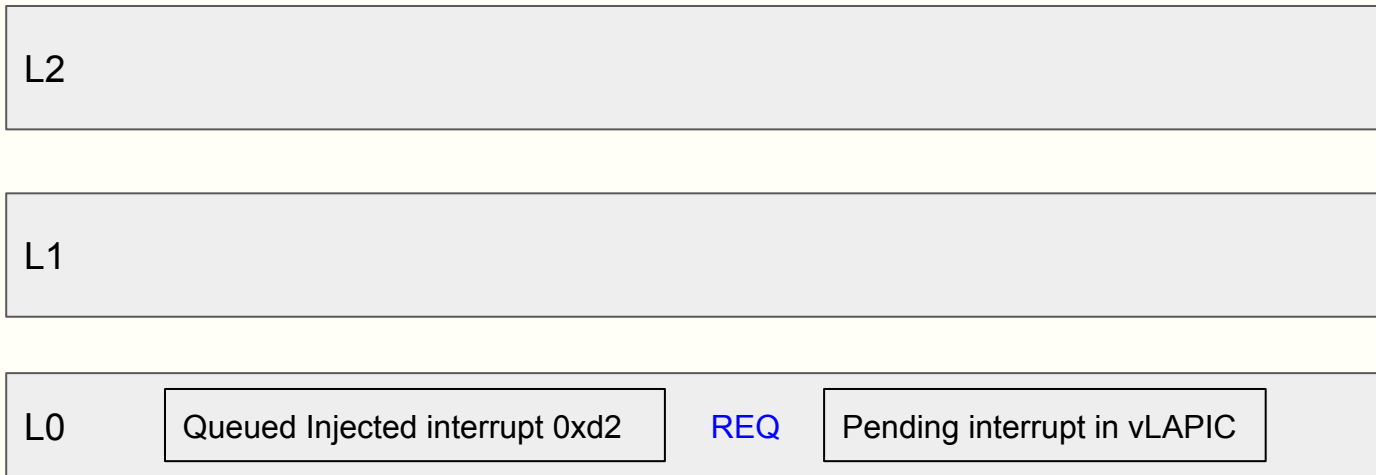 L2
L1
L0 Queued Injected interrupt 0xd2 REQ Pending interrupt in vLAPIC